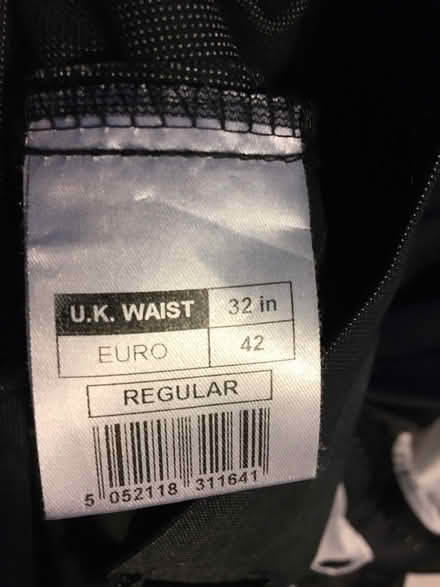 U.K. WAIST 32 in
EURO 42
REGULAR
5 052118 311641